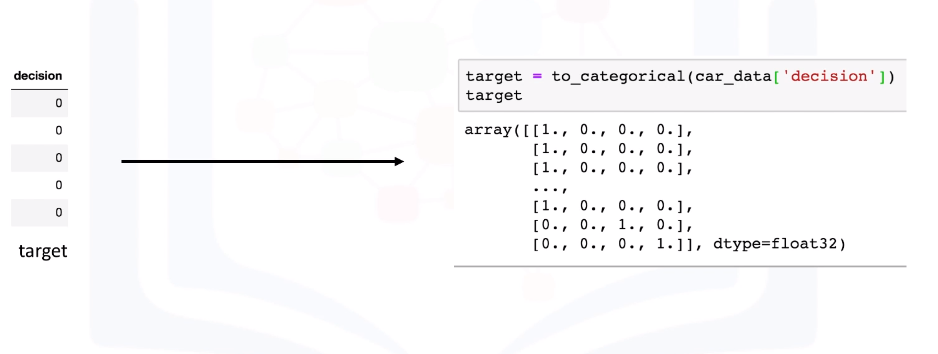 decision
0
0
0
0
0
target
target = to_categorical(car_data['decision'])
target
array([[1., 0., 0., 0.],
[1., 0., 0., 0.],
[1., 0., 0., 0.],
...,
[1., 0., 0., 0.],
[0., 0., 1., 0.],
[0., 0., 0., 1.]], dtype=float32)